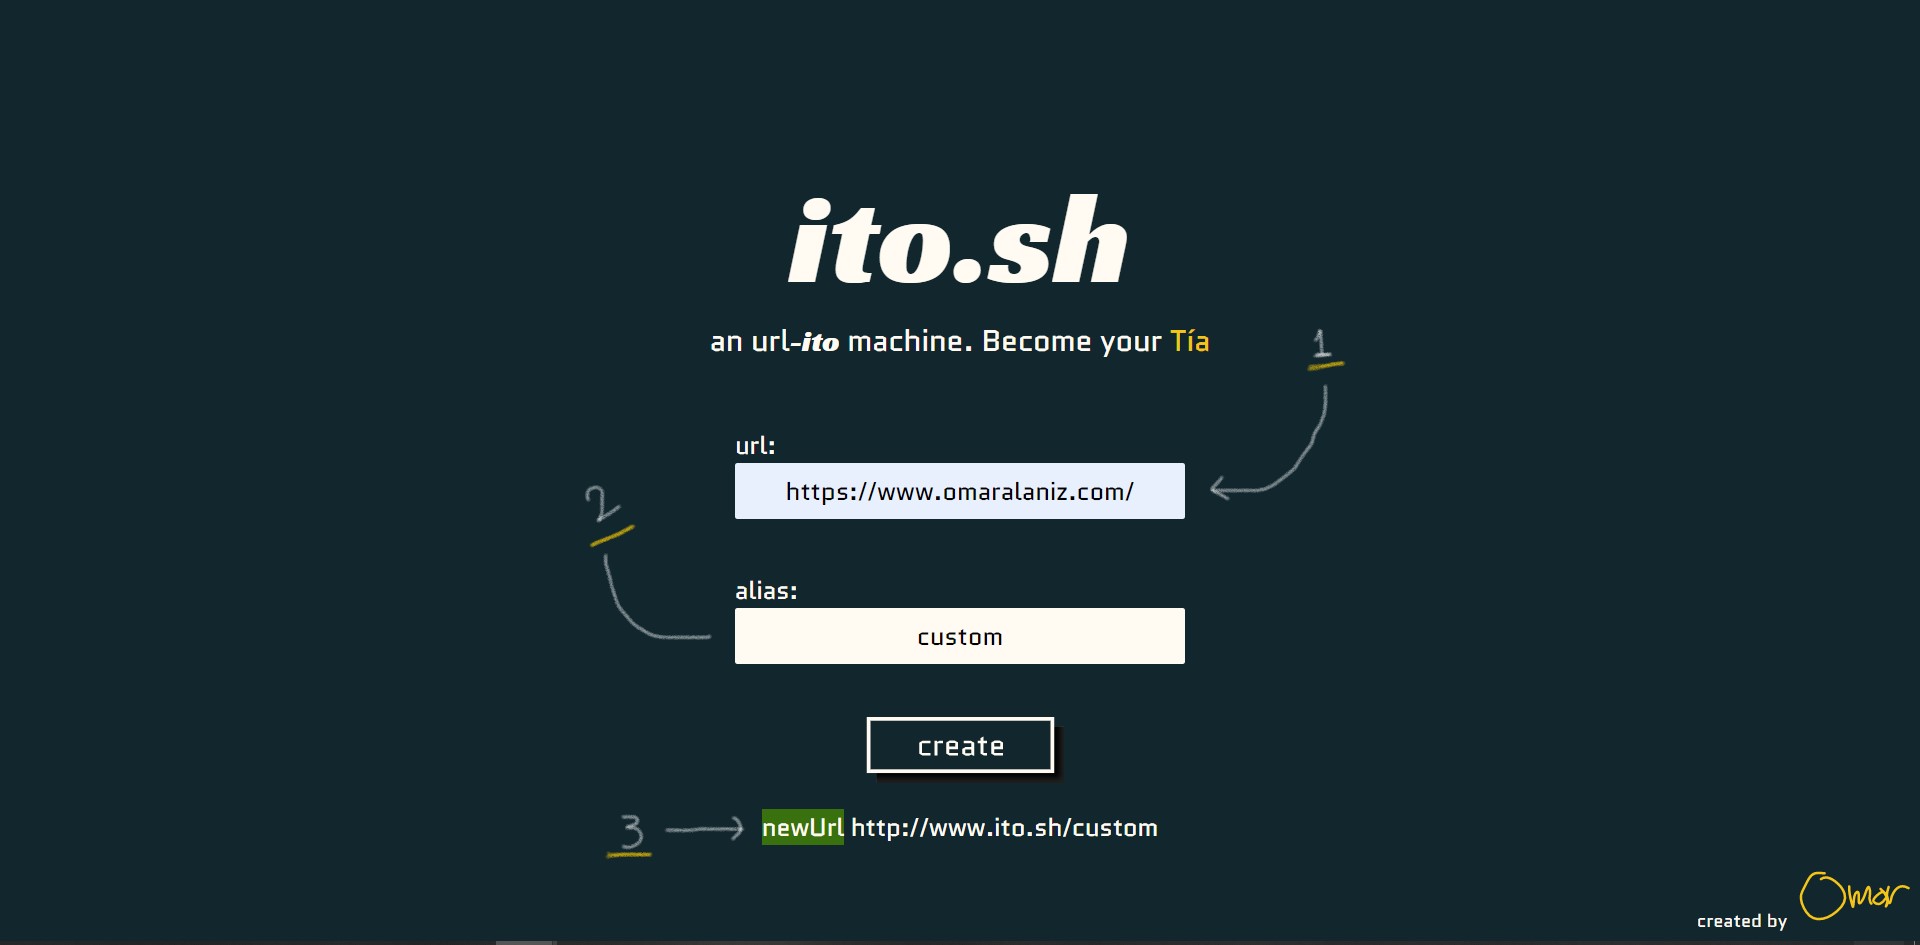 ito.sh
an url-ito machine. Become your Tía
1
url:
https://www.omaralaniz.com/
2
alias:
custom
create
3
newUrl http://www.ito.sh/custom
created by Omar